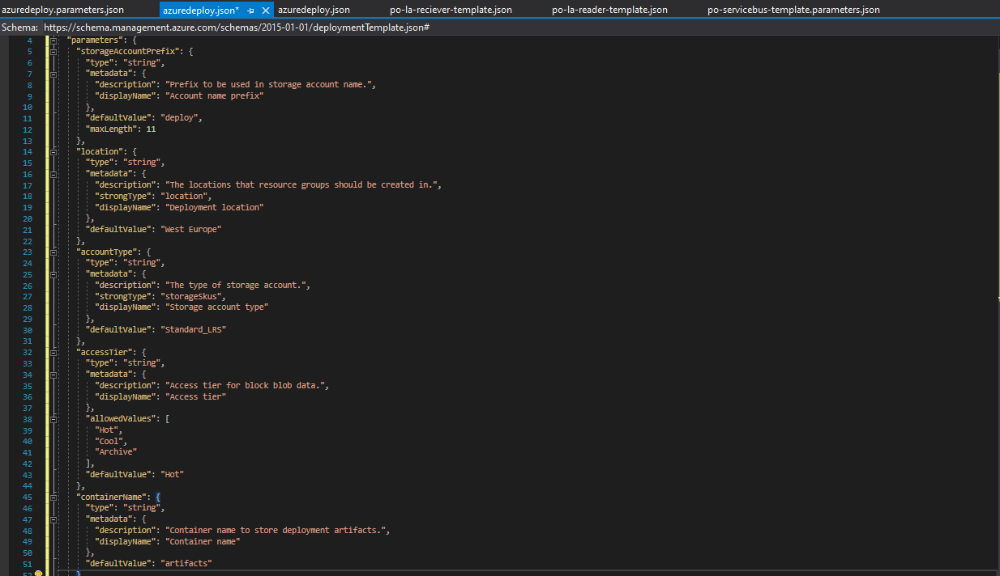 azuredeploy.parameters.json azuredeploy.json* azuredeploy.json po-la-reciever-template.json po-la-reader-template.json po-servicebus-template.parameters.json
Schema: https://schema.management.azure.com/schemas/2015-01-01/deploymentTemplate.json#
4 "parameters": {
5 "storageAccountPrefix": {
6 "type": "string",
7 "metadata": {
8 "description": "Prefix to be used in storage account name.",
9 "displayName": "Account name prefix"
10 },
11 "defaultValue": "deploy",
12 "maxLength": 11
13 },
14 "location": {
15 "type": "string",
16 "metadata": {
17 "description": "The locations that resource groups should be created in.",
18 "strongType": "location",
19 "displayName": "Deployment location"
20 },
21 "defaultValue": "West Europe"
22 },
23 "accountType": {
24 "type": "string",
25 "metadata": {
26 "description": "The type of storage account.",
27 "strongType": "storageSkus",
28 "displayName": "Storage account type"
29 },
30 "defaultValue": "Standard_LRS"
31 },
32 "accessTier": {
33 "type": "string",
34 "metadata": {
35 "description": "Access tier for block blob data.",
36 "displayName": "Access tier"
37 },
38 "allowedValues": [
39 "Hot",
40 "Cool",
41 "Archive"
42 ],
43 "defaultValue": "Hot"
44 },
45 "containerName": {
46 "type": "string",
47 "metadata": {
48 "description": "Container name to store deployment artifacts.",
49 "displayName": "Container name"
50 },
51 "defaultValue": "artifacts"
52 }